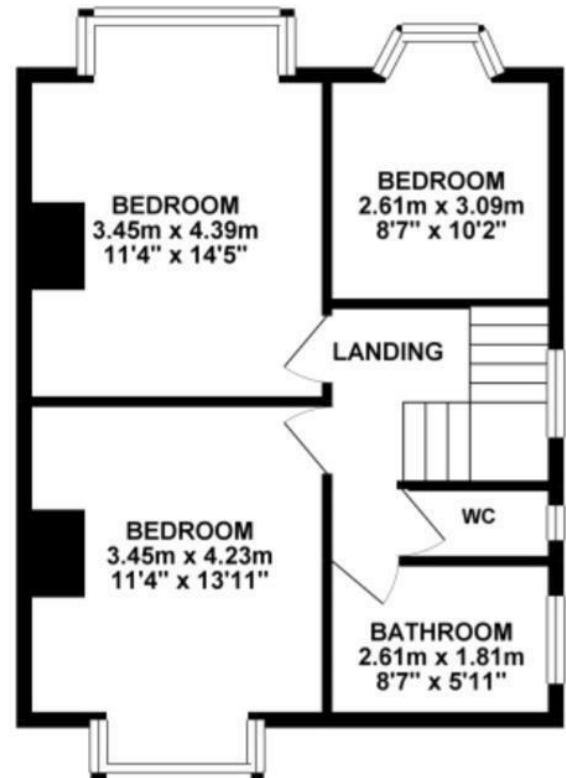 BEDROOM
3.45m x 4.39m
11'4" x 14'5"
BEDROOM
2.61m x 3.09m
8'7" x 10'2"
LANDING
BEDROOM
3.45m x 4.23m
11'4" x 13'11"
WC
BATHROOM
2.61m x 1.81m
8'7" x 5'11"